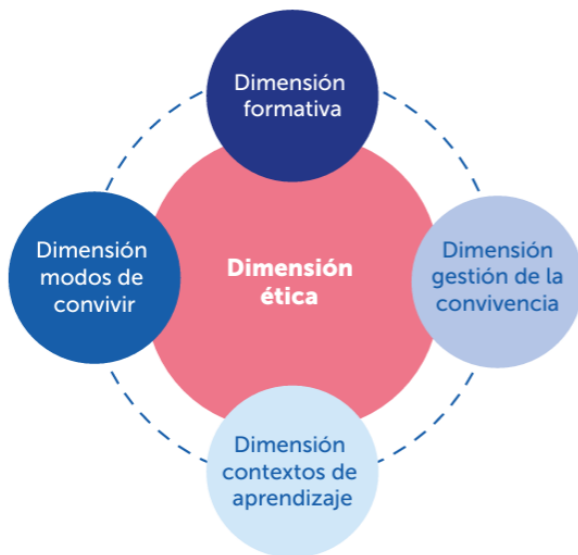 Dimensión
formativa
Dimensión
modos de
convivir
Dimensión
ética
Dimensión
gestión de la
convivencia
Dimensión
contextos de
aprendizaje